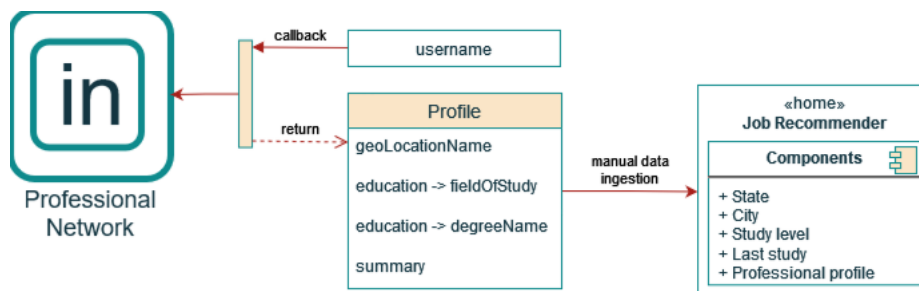 in
Professional
Network
callback
username
return
Profile
geoLocationName
education -> fieldOfStudy
education -> degreeName
summary
manual data
ingestion
«home»
Job Recommender
Components
+ State
+ City
+ Study level
+ Last study
+ Professional profile